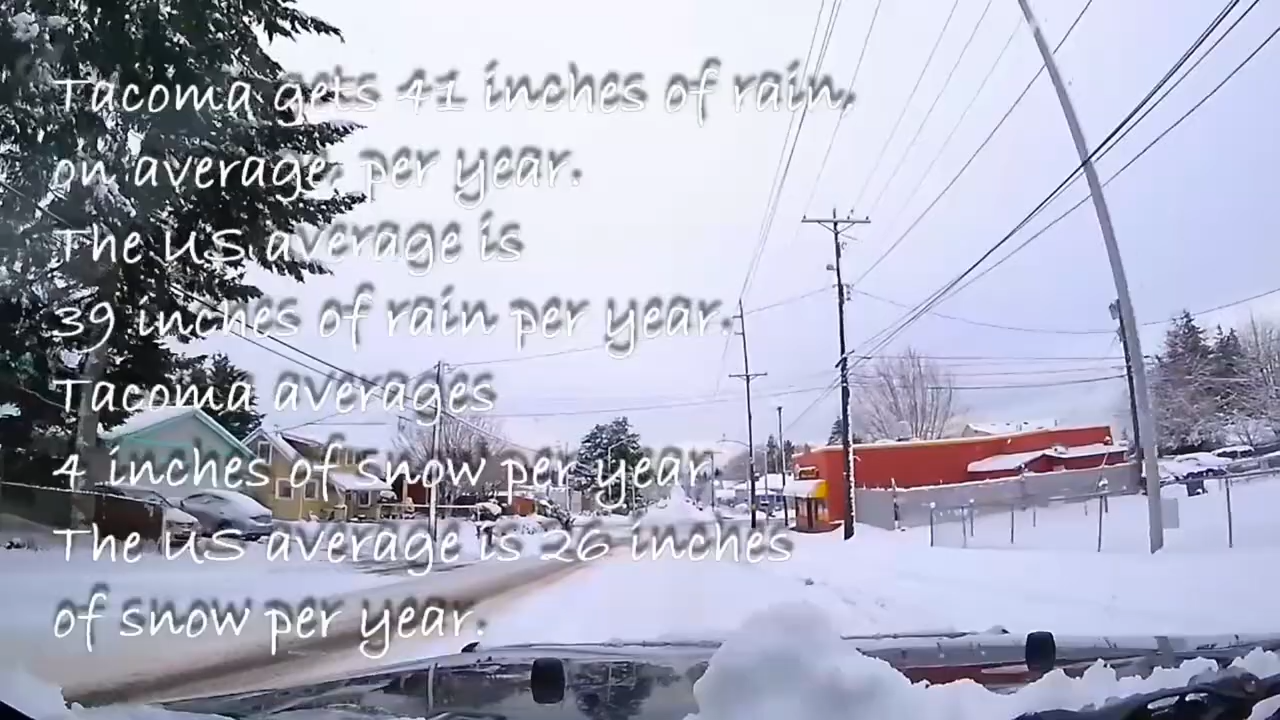 Tacoma gets 41 inches of rain,
on average, per year.
The US average is
39 inches of rain per year.
Tacoma averages
4 inches of snow per year
The US average is 26 inches
of snow per year.